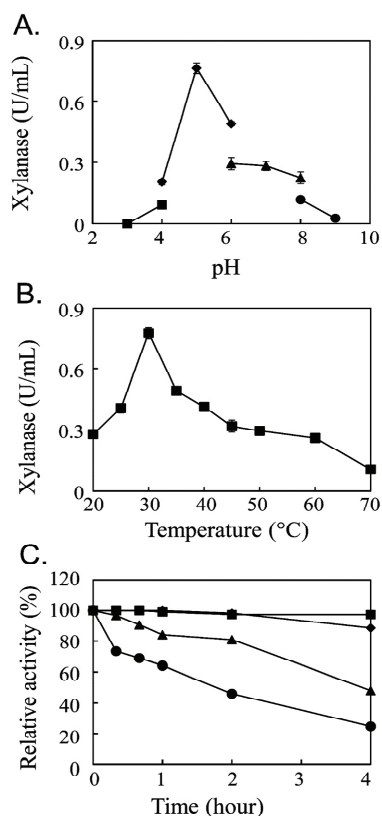 A.
Xylanase (U/mL)
0.9
0.6
0.3
0
2 4 6 8 10
pH
B.
Xylanase (U/mL)
0.9
0.6
0.3
0
20 30 40 50 60 70
Temperature (°C)
C.
Relative activity (%)
120
100
80
60
40
20
0
0 1 2 3 4
Time (hour)